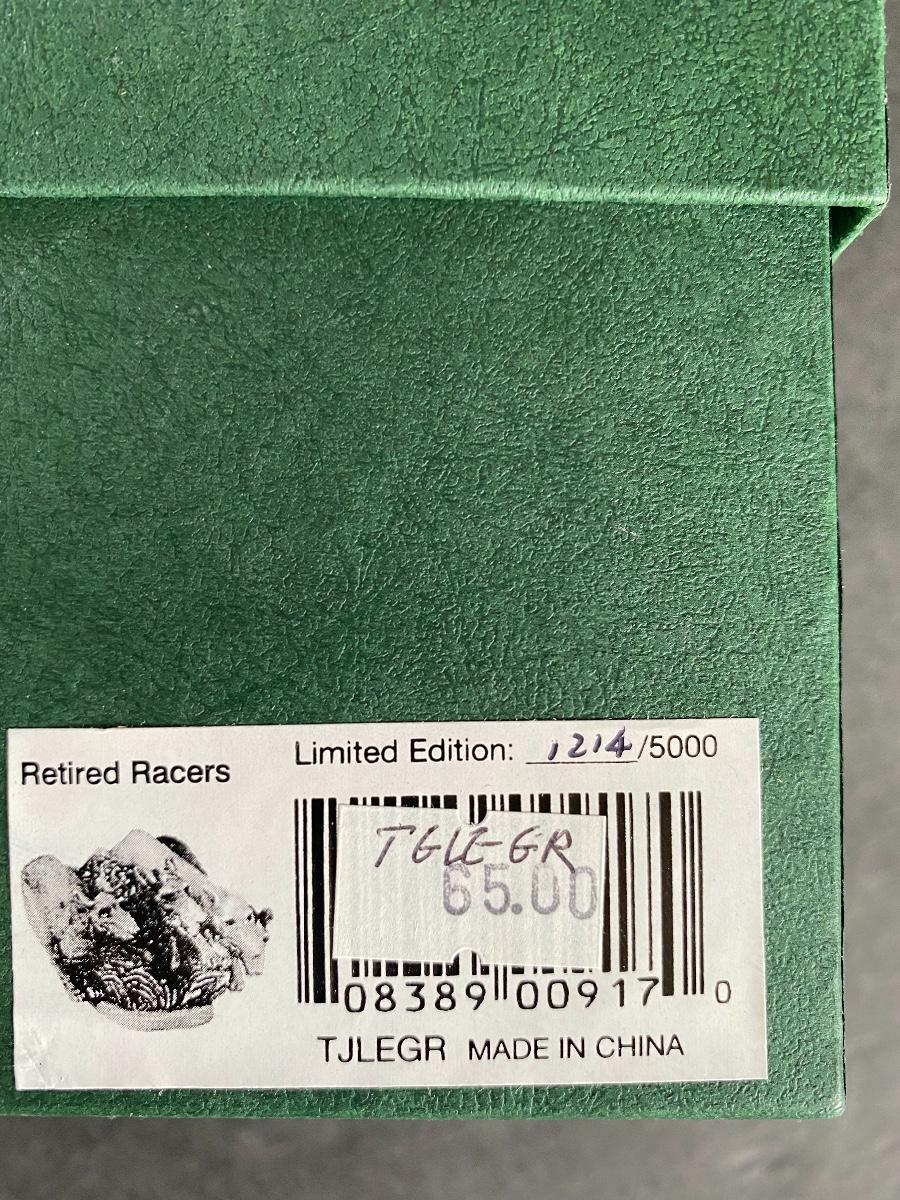 Retired Racers
Limited Edition: 1214/5000
TGLE-GR
65.00
08389 00917 0
TJLEGR MADE IN CHINA